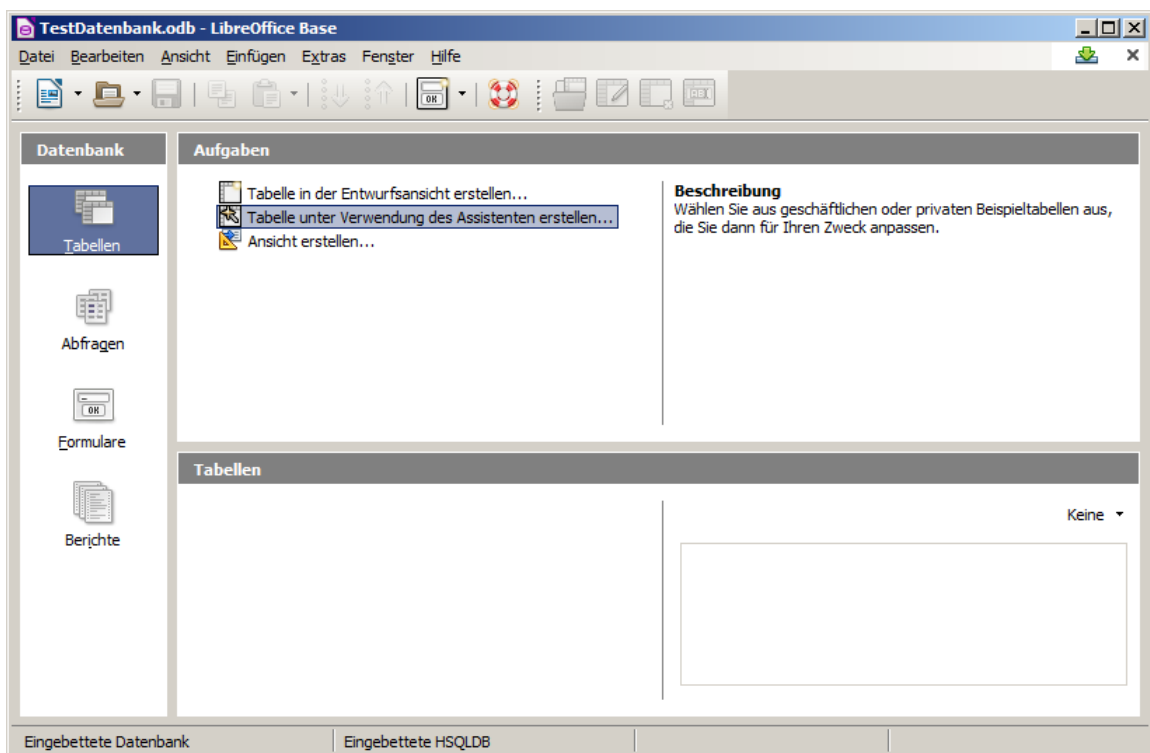 TestDatenbank.odb - LibreOffice Base
Datei Bearbeiten Ansicht Einfügen Extras Fenster Hilfe
OK
Datenbank
Tabellen
Abfragen
OK
Formulare
Berichte
Aufgaben
Tabelle in der Entwurfsansicht erstellen...
Tabelle unter Verwendung des Assistenten erstellen...
Ansicht erstellen...
Beschreibung
Wählen Sie aus geschäftlichen oder privaten Beispieltabellen aus,
die Sie dann für Ihren Zweck anpassen.
Tabellen
Keine
Eingebettete Datenbank
Eingebettete HSQLDB